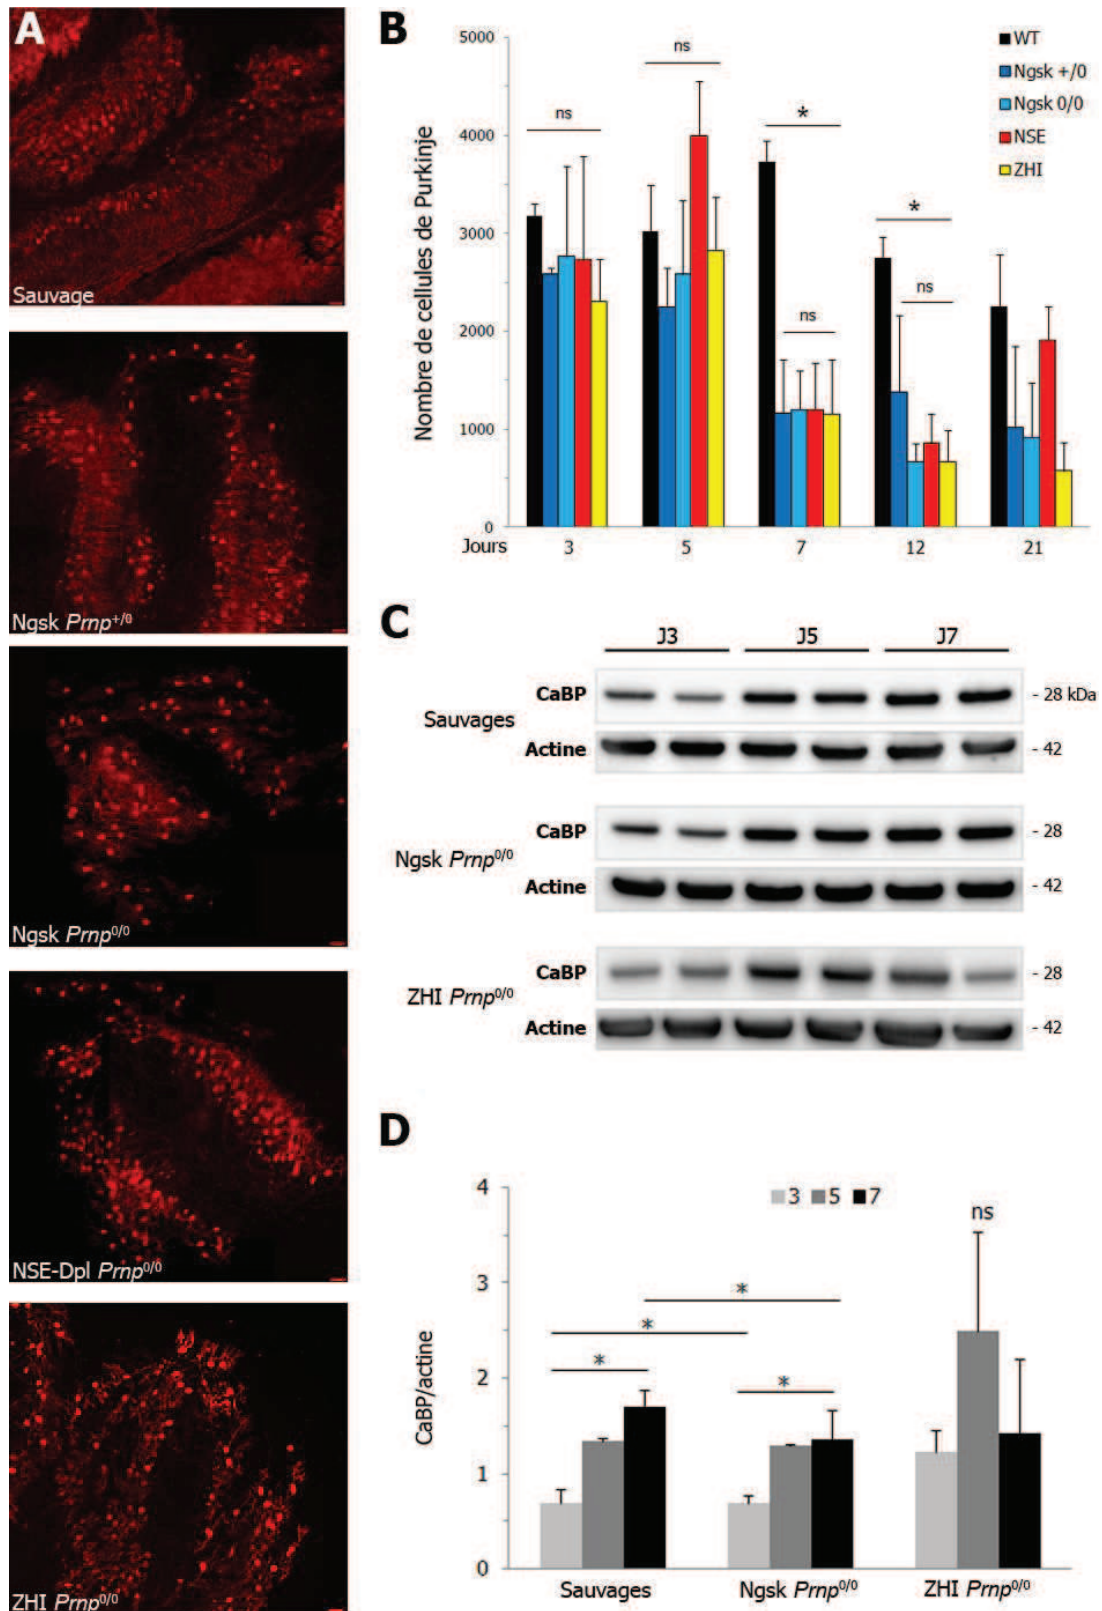 A
Sauvage
Ngsk Prnp+/0
Ngsk Prnp0/0
NSE-Dpl Prnp0/0
ZHI Prnp0/0
B
Nombre de cellules de Purkinje
5000
4000
3000
2000
1000
0
ns
ns
*
ns
*
ns
WT
Ngsk +/0
Ngsk 0/0
NSE
ZHI
Jours 3 5 7 12 21
C
J3 J5 J7
Sauvages
CaBP - 28 kDa
Actine - 42
Ngsk Prnp0/0
CaBP - 28
Actine - 42
ZHI Prnp0/0
CaBP - 28
Actine - 42
D
CaBP/actine
4
3
2
1
0
3 5 7
ns
*
*
*
*
Sauvages Ngsk Prnp0/0 ZHI Prnp0/0